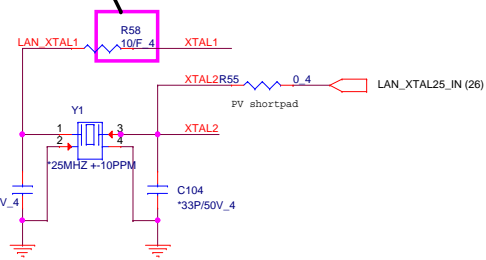 R58
LAN_XTAL1 10/F_4 XTAL1
XTAL2 R55 0_4 LAN_XTAL25_IN (26)
PV shortpad
Y1
1 3 XTAL2
2 4
*25MHZ +-10PPM
C104
V_4 *33P/50V_4